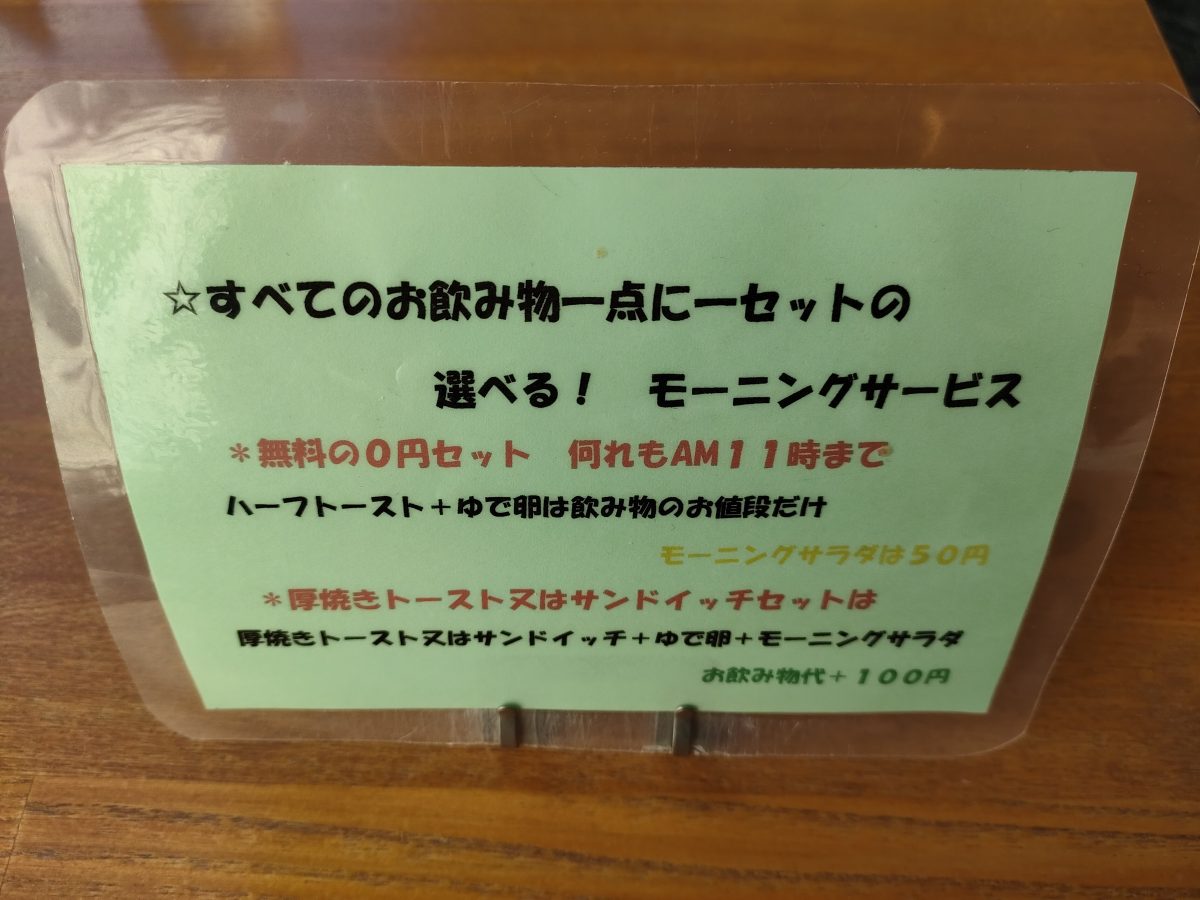 ☆すべてのお飲み物一点に一セットの
選べる！　モーニングサービス
＊無料の０円セット　何れもAM１１時まで
ハーフトースト＋ゆで卵は飲み物のお値段だけ
モーニングサラダは５０円
＊厚焼きトースト又はサンドイッチセットは
厚焼きトースト又はサンドイッチ＋ゆで卵＋モーニングサラダ
お飲み物代＋１００円